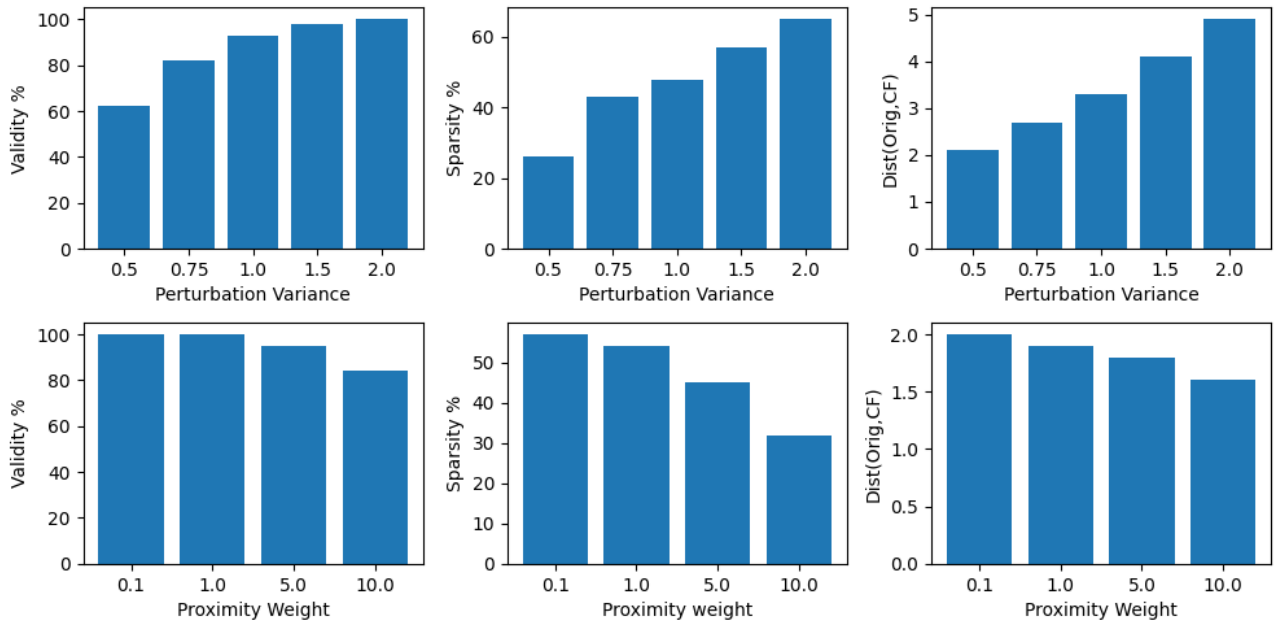 Validity %
100
80
60
40
20
0
0.5 0.75 1.0 1.5 2.0
Perturbation Variance
Sparsity %
60
40
20
0
0.5 0.75 1.0 1.5 2.0
Perturbation Variance
Dist(Orig,CF)
5
4
3
2
1
0
0.5 0.75 1.0 1.5 2.0
Perturbation Variance
Validity %
100
80
60
40
20
0
0.1 1.0 5.0 10.0
Proximity Weight
Sparsity %
50
40
30
20
10
0
0.1 1.0 5.0 10.0
Proximity weight
Dist(Orig,CF)
2.0
1.5
1.0
0.5
0.0
0.1 1.0 5.0 10.0
Proximity Weight